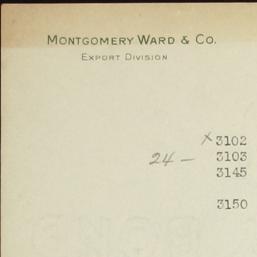 MONTGOMERY WARD & CO.
EXPORT DIVISION
x 3102
24 — 3103
3145
3150